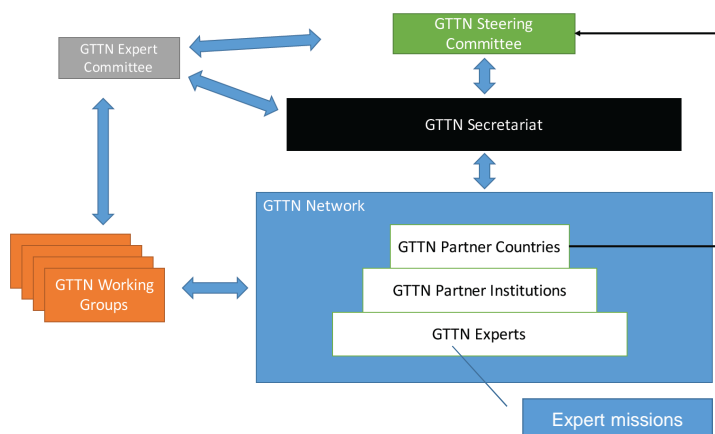 GTTN Steering
Committee
GTTN Expert
Committee
GTTN Secretariat
GTTN Network
GTTN Partner Countries
GTTN Partner Institutions
GTTN Experts
GTTN Working
Groups
Expert missions